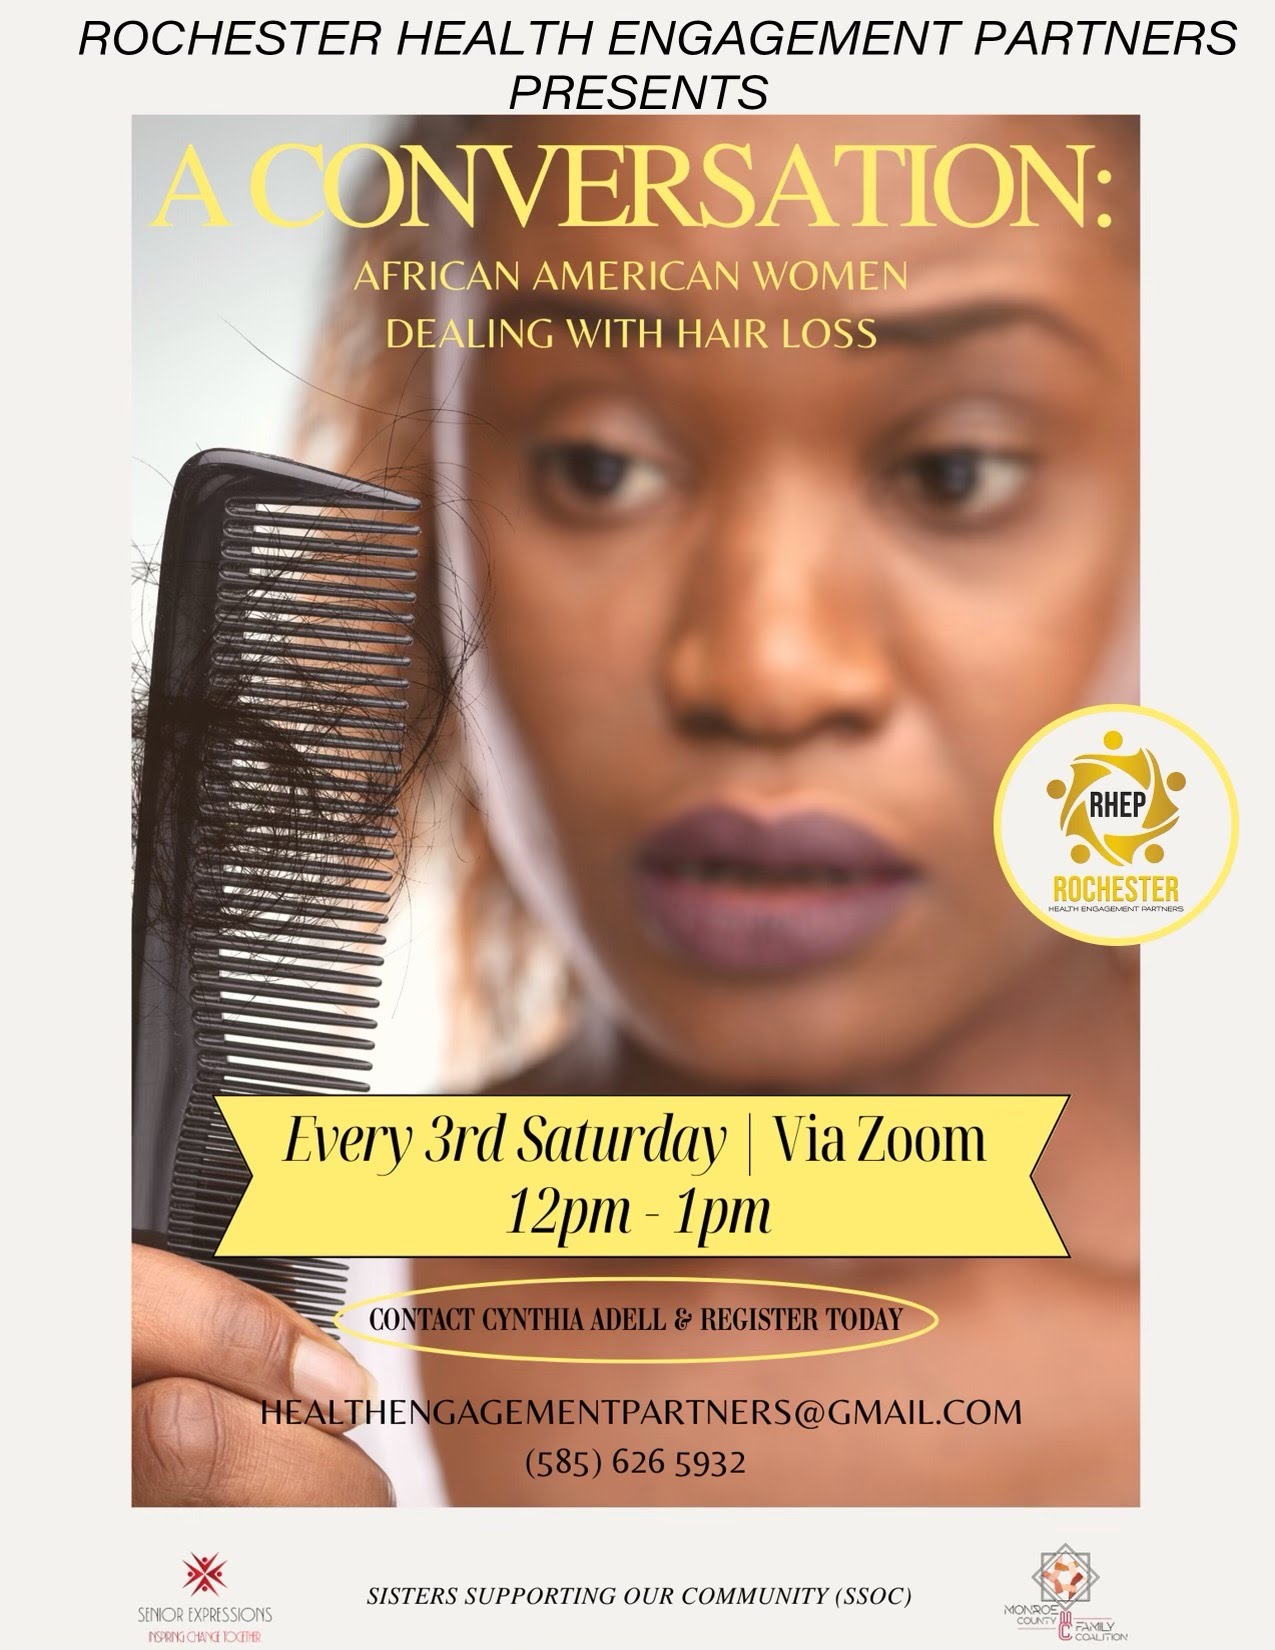 ROCHESTER HEALTH ENGAGEMENT PARTNERS
PRESENTS
A CONVERSATION:
AFRICAN AMERICAN WOMEN
DEALING WITH HAIR LOSS
RHEP
ROCHESTER
HEALTH ENGAGEMENT PARTNERS
Every 3rd Saturday | Via Zoom
12pm - 1pm
CONTACT CYNTHIA ADELL & REGISTER TODAY
HEALTHENGAGEMENTPARTNERS@GMAIL.COM
(585) 626 5932
SENIOR EXPRESSIONS
INSPIRING CHANGE TOGETHER
SISTERS SUPPORTING OUR COMMUNITY (SSOC)
MONROE
COUNTY
MC
FAMILY
COALITION